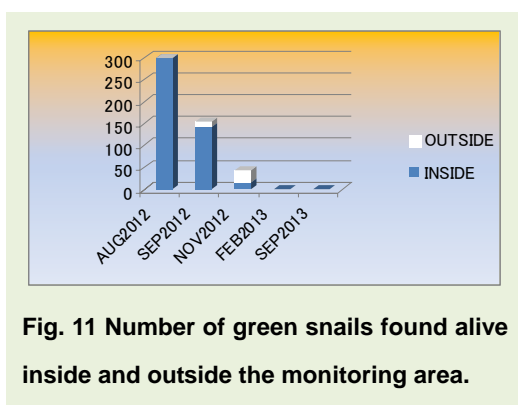 300
250
200
150
100
50
0
AUG2012
SEP2012
NOV2012
FEB2013
SEP2013
OUTSIDE
INSIDE
Fig. 11 Number of green snails found alive
inside and outside the monitoring area.